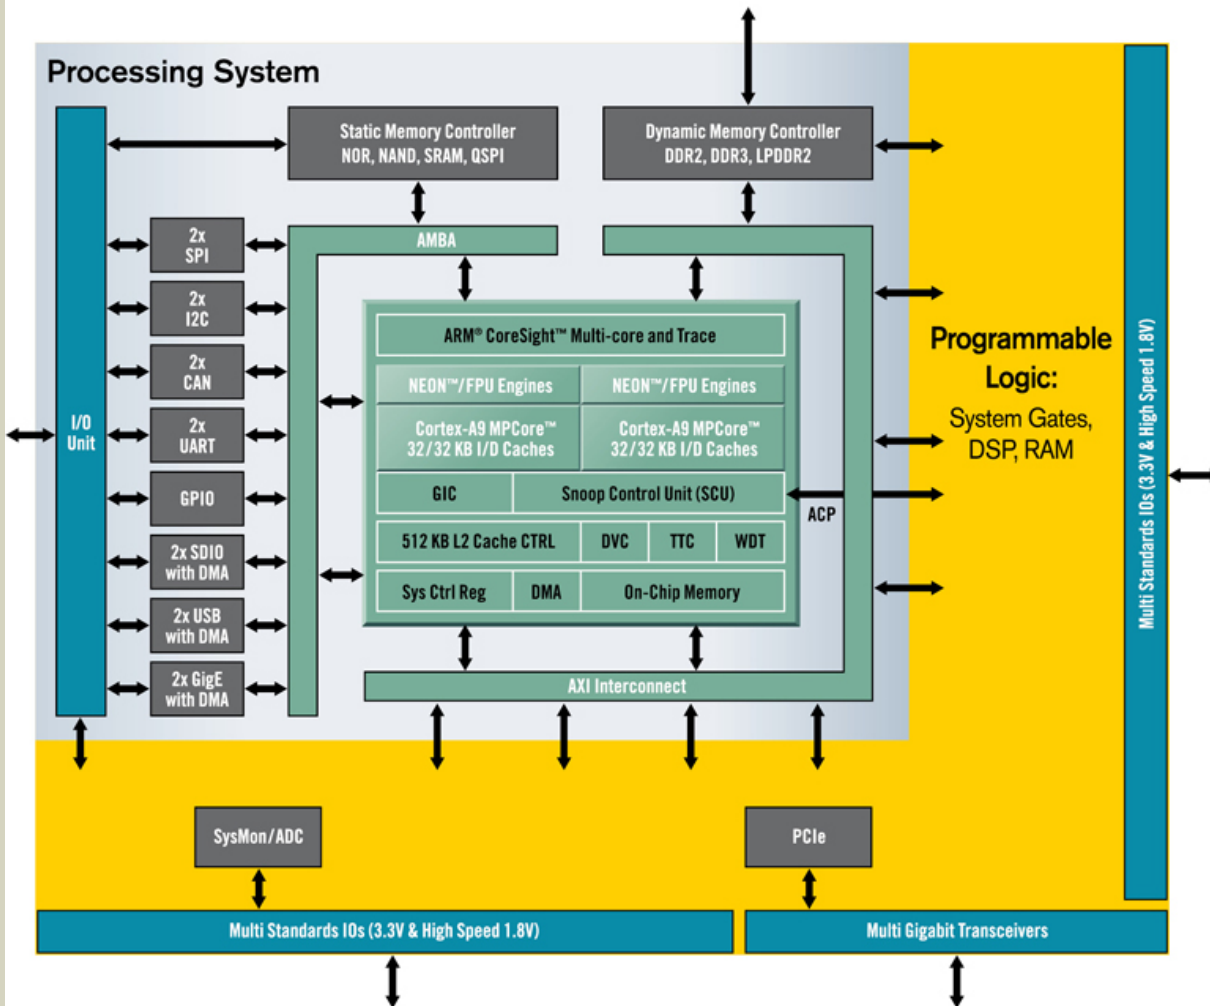 Processing System
Static Memory Controller
NOR, NAND, SRAM, QSPI
Dynamic Memory Controller
DDR2, DDR3, LPDDR2
AMBA
I/O
Unit
2x
SPI
2x
I2C
2x
CAN
2x
UART
GPIO
2x SDIO
with DMA
2x USB
with DMA
2x GigE
with DMA
ARM® CoreSight™ Multi-core and Trace
NEON™/FPU Engines
NEON™/FPU Engines
Cortex-A9 MPCore™
32/32 KB I/D Caches
Cortex-A9 MPCore™
32/32 KB I/D Caches
GIC
Snoop Control Unit (SCU)
ACP
512 KB L2 Cache CTRL
DVC
TTC
WDT
Sys Ctrl Reg
DMA
On-Chip Memory
AXI Interconnect
Programmable
Logic:
System Gates,
DSP, RAM
Multi Standards IOs (3.3V & High Speed 1.8V)
SysMon/ADC
PCIe
Multi Standards IOs (3.3V & High Speed 1.8V)
Multi Gigabit Transceivers